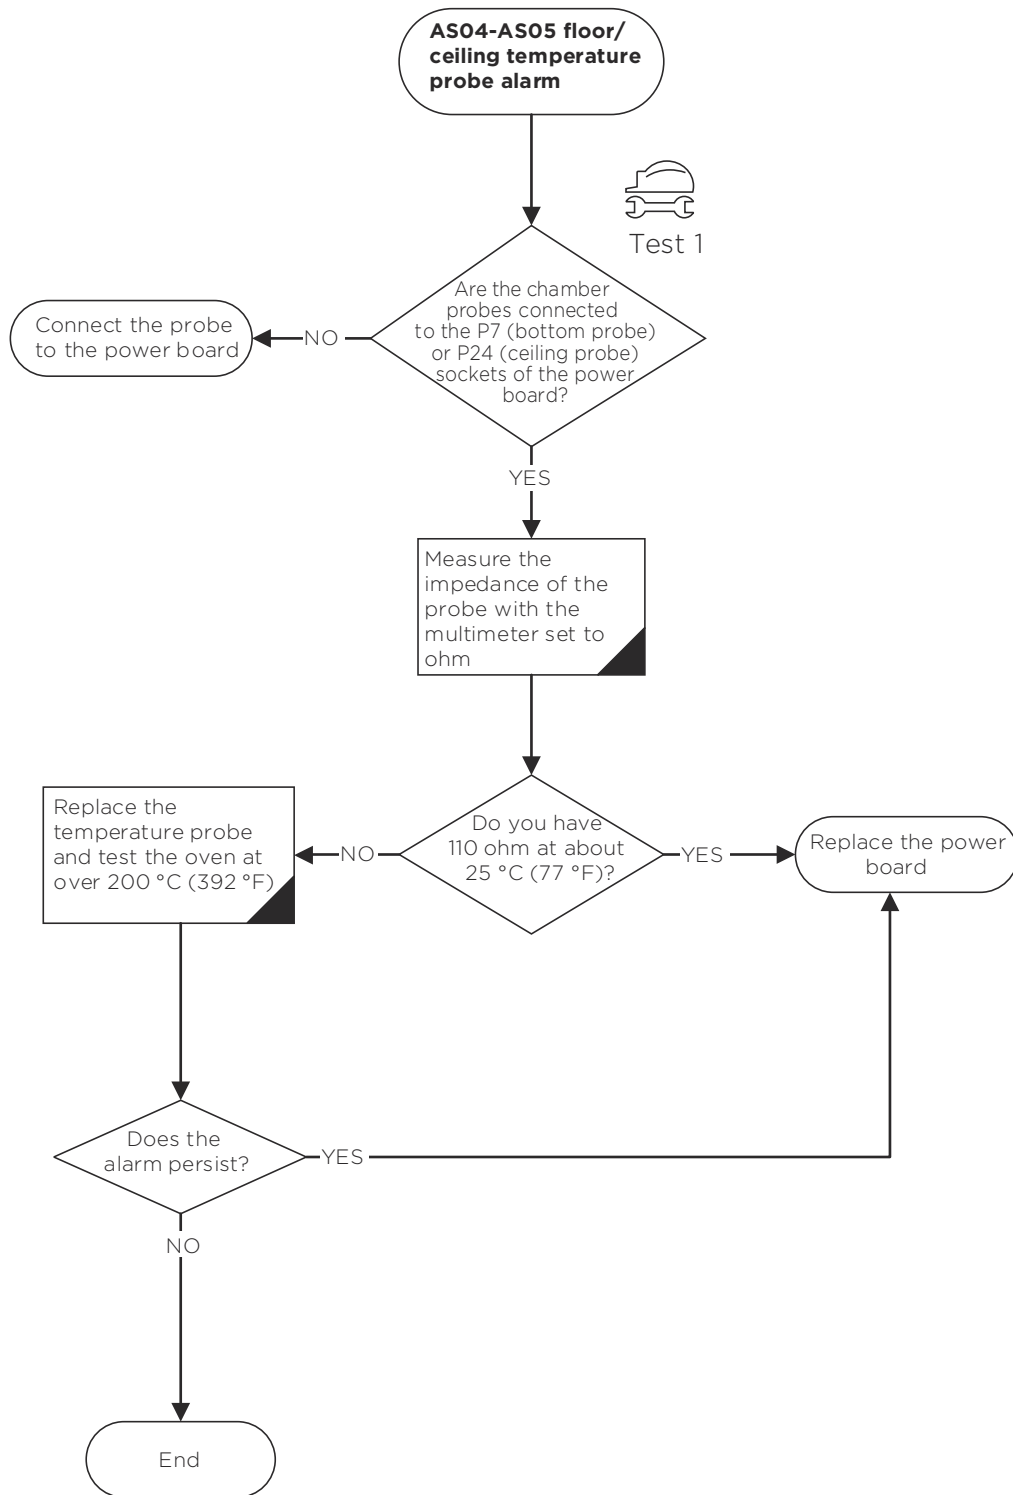 AS04-AS05 floor/
ceiling temperature
probe alarm
Test 1
Are the chamber
probes connected
to the P7 (bottom probe)
or P24 (ceiling probe)
sockets of the power
board?
NO
Connect the probe
to the power board
YES
Measure the
impedance of the
probe with the
multimeter set to
ohm
Do you have
110 ohm at about
25 °C (77 °F)?
NO
YES
Replace the
temperature probe
and test the oven at
over 200 °C (392 °F)
Replace the power
board
Does the
alarm persist?
YES
NO
End